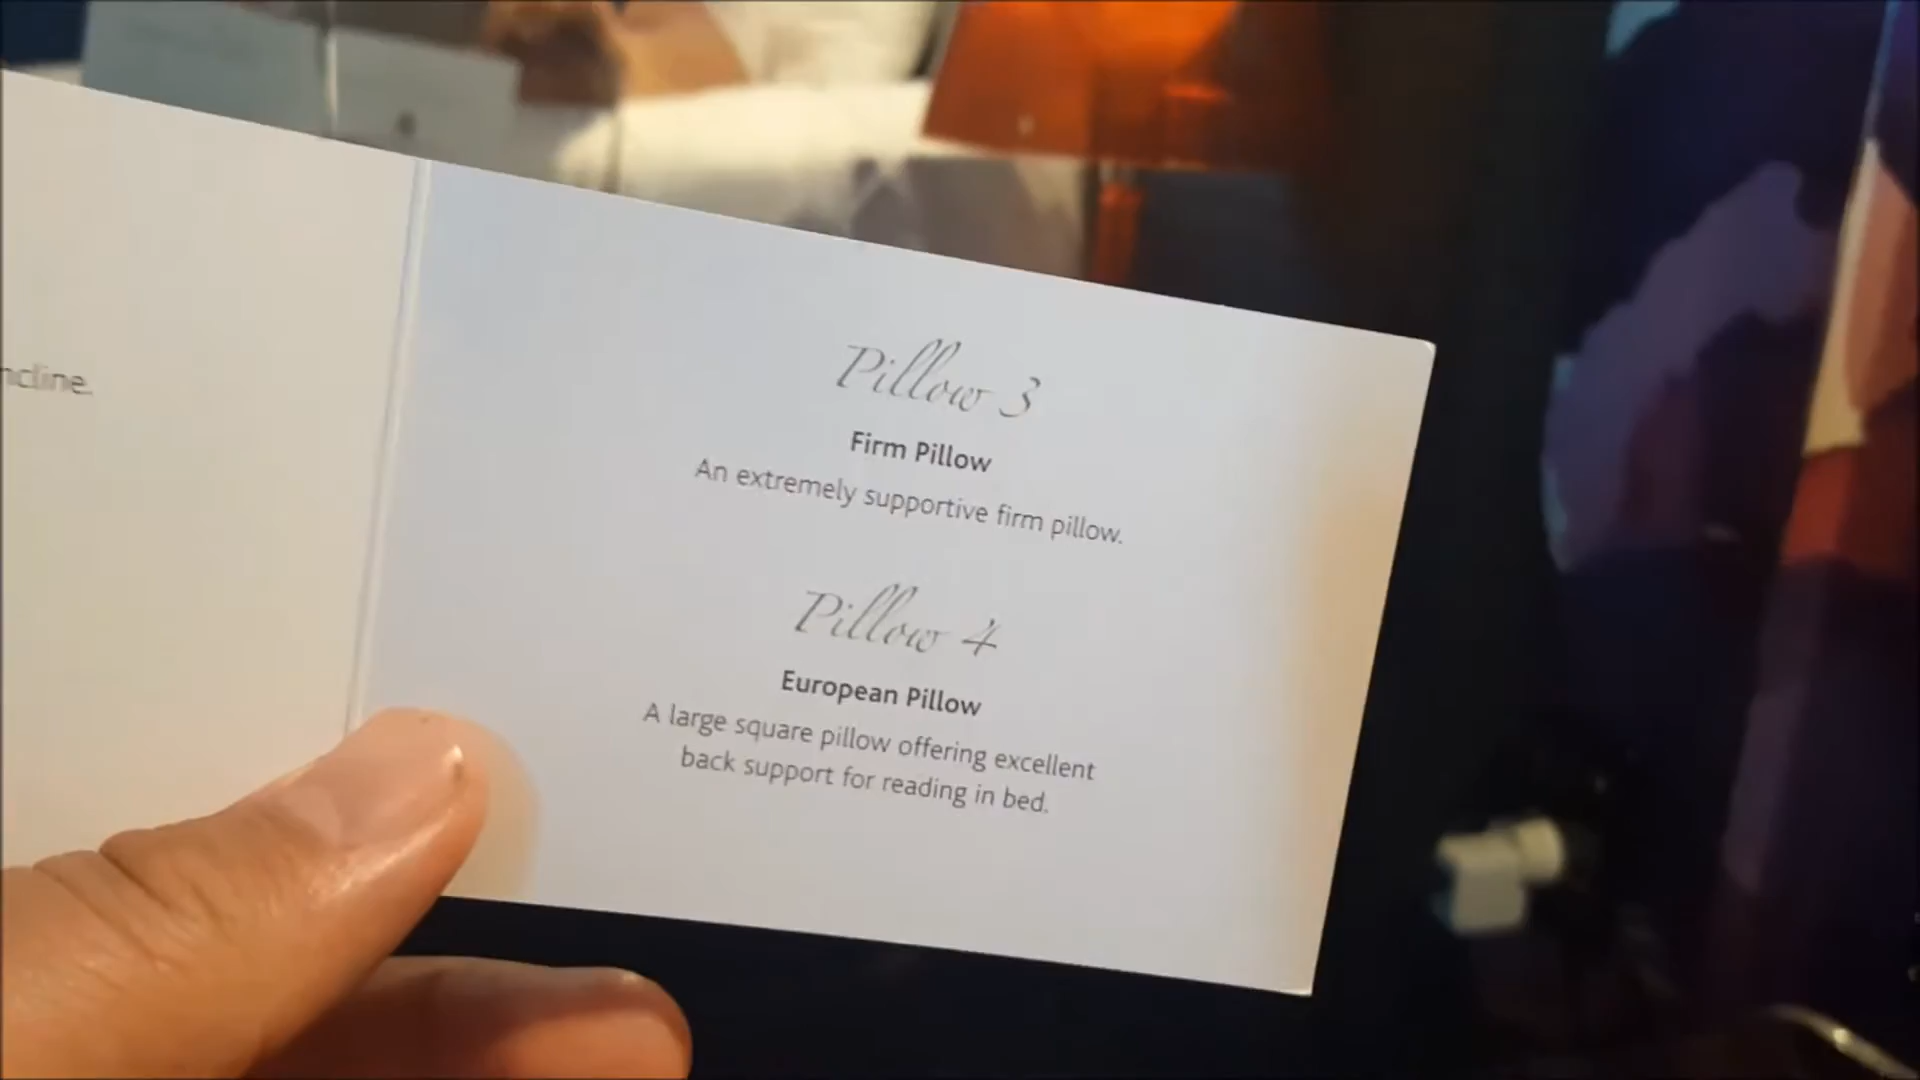 Pillow 3
Firm Pillow
An extremely supportive firm pillow.
Pillow 4
European Pillow
A large square pillow offering excellent
back support for reading in bed.